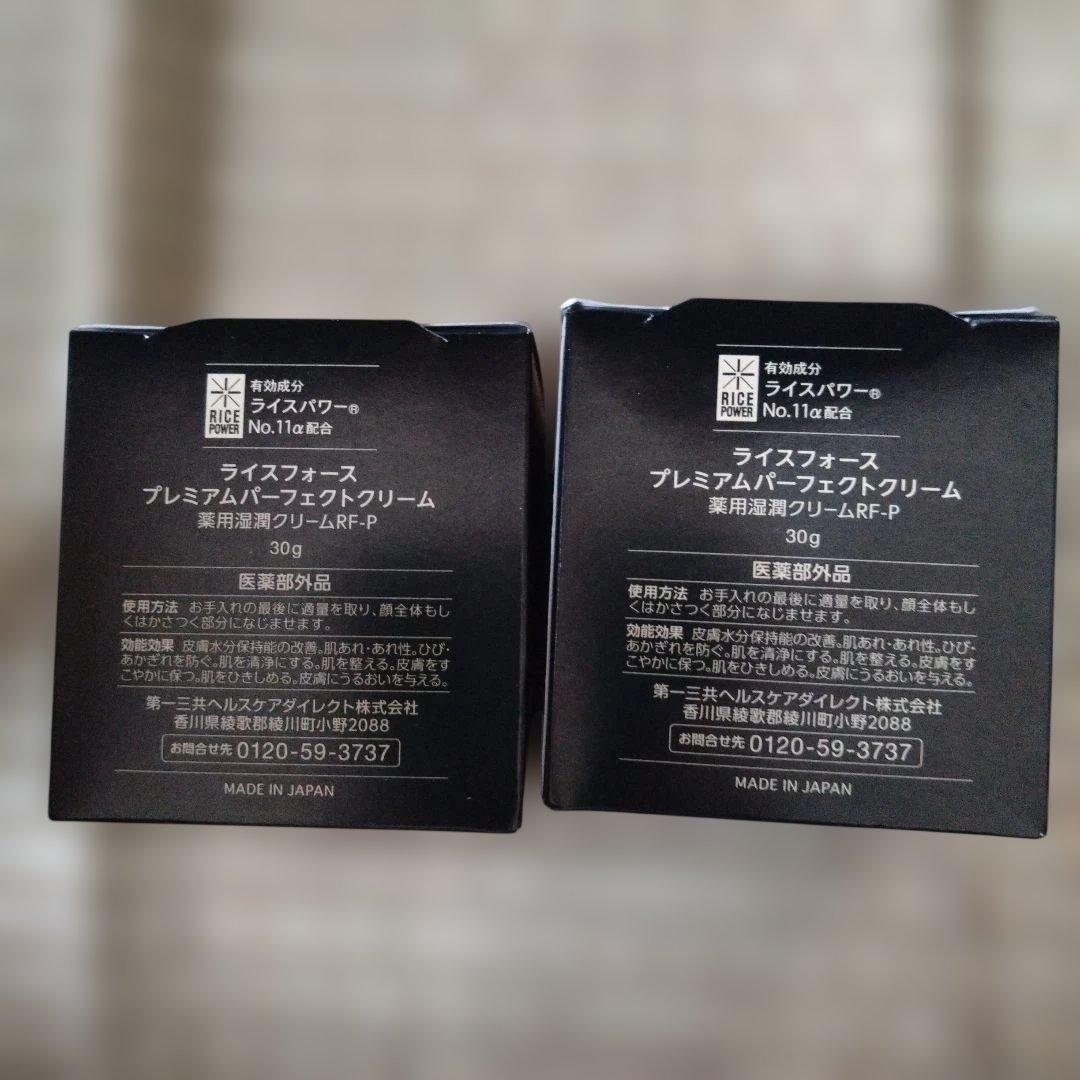 RICE
POWER
有効成分
ライスパワー®
No.11α配合
ライスフォース
プレミアムパーフェクトクリーム
薬用湿潤クリームRF-P
30g
医薬部外品
使用方法 お手入れの最後に適量を取り、顔全体もし
くはかさつく部分になじませます。
効能効果 皮膚水分保持能の改善。肌あれ・あれ性。ひび・
あかぎれを防ぐ。肌を清浄にする。肌を整える。皮膚をす
こやかに保つ。肌をひきしめる。皮膚にうるおいを与える。
第一三共ヘルスケアダイレクト株式会社
香川県綾歌郡綾川町小野2088
お問合せ先 0120-59-3737
MADE IN JAPAN
RICE
POWER
有効成分
ライスパワー®
No.11α配合
ライスフォース
プレミアムパーフェクトクリーム
薬用湿潤クリームRF-P
30g
医薬部外品
使用方法 お手入れの最後に適量を取り、顔全体もし
くはかさつく部分になじませます。
効能効果 皮膚水分保持能の改善。肌あれ・あれ性。ひび・
あかぎれを防ぐ。肌を清浄にする。肌を整える。皮膚をす
こやかに保つ。肌をひきしめる。皮膚にうるおいを与える。
第一三共ヘルスケアダイレクト株式会社
香川県綾歌郡綾川町小野2088
お問合せ先 0120-59-3737
MADE IN JAPAN